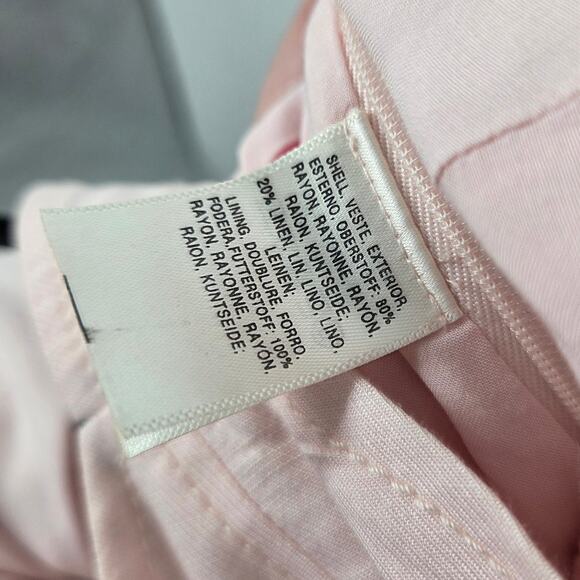 SHELL, VESTE, EXTERIOR,
ESTERNO, OBERSTOFF: 80%
RAYON, RAYONNE, RAYÓN,
RAION, KUNTSEIDE;
20% LINEN, LIN, LINO, LINO,
LEINEN;
LINING, DOUBLURE, FORRO,
FODERA,FUTTERSTOFF: 100%
RAYON, RAYONNE, RAYÓN,
RAION, KUNTSEIDE;